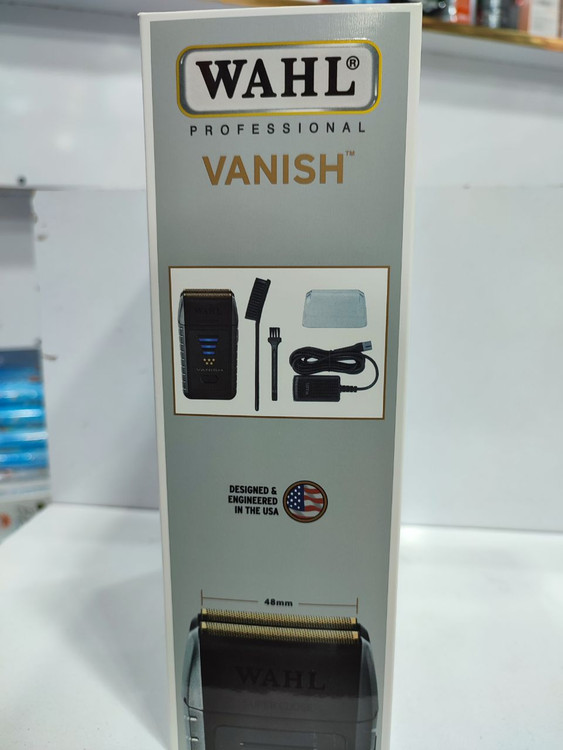 WAHL®
PROFESSIONAL
VANISH™
DESIGNED &
ENGINEERED
IN THE USA
48mm
WAHL